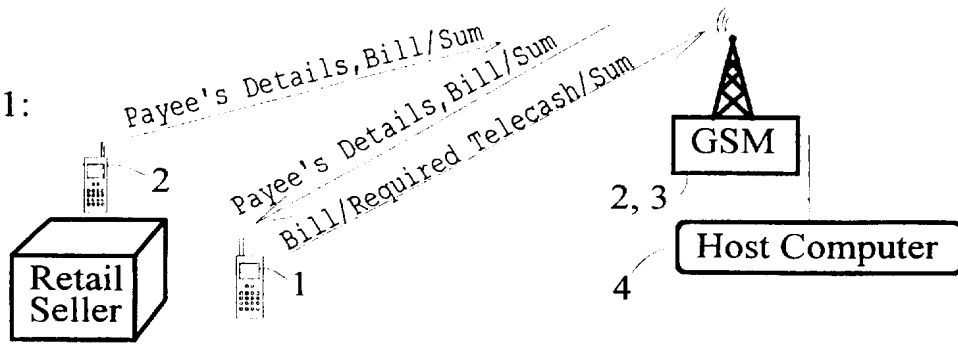 1:
Payee's Details,Bill/Sum
Payee's Details,Bill/Sum
Bill/Required Telecash/Sum
GSM
2, 3
2
Host Computer
4
1
Retail
Seller